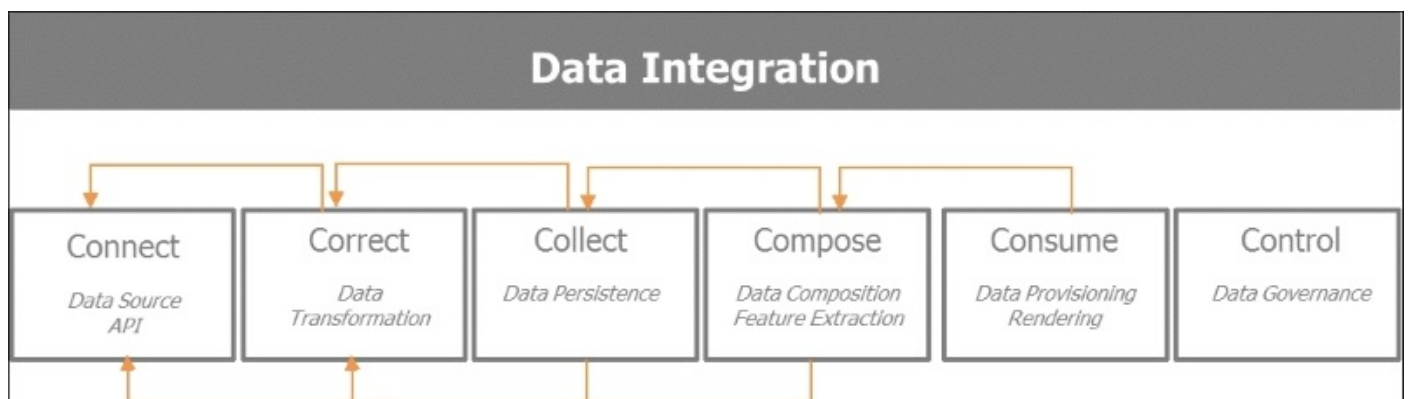 Data Integration
Connect
Data Source
API
Correct
Data
Transformation
Collect
Data Persistence
Compose
Data Composition
Feature Extraction
Consume
Data Provisioning
Rendering
Control
Data Governance